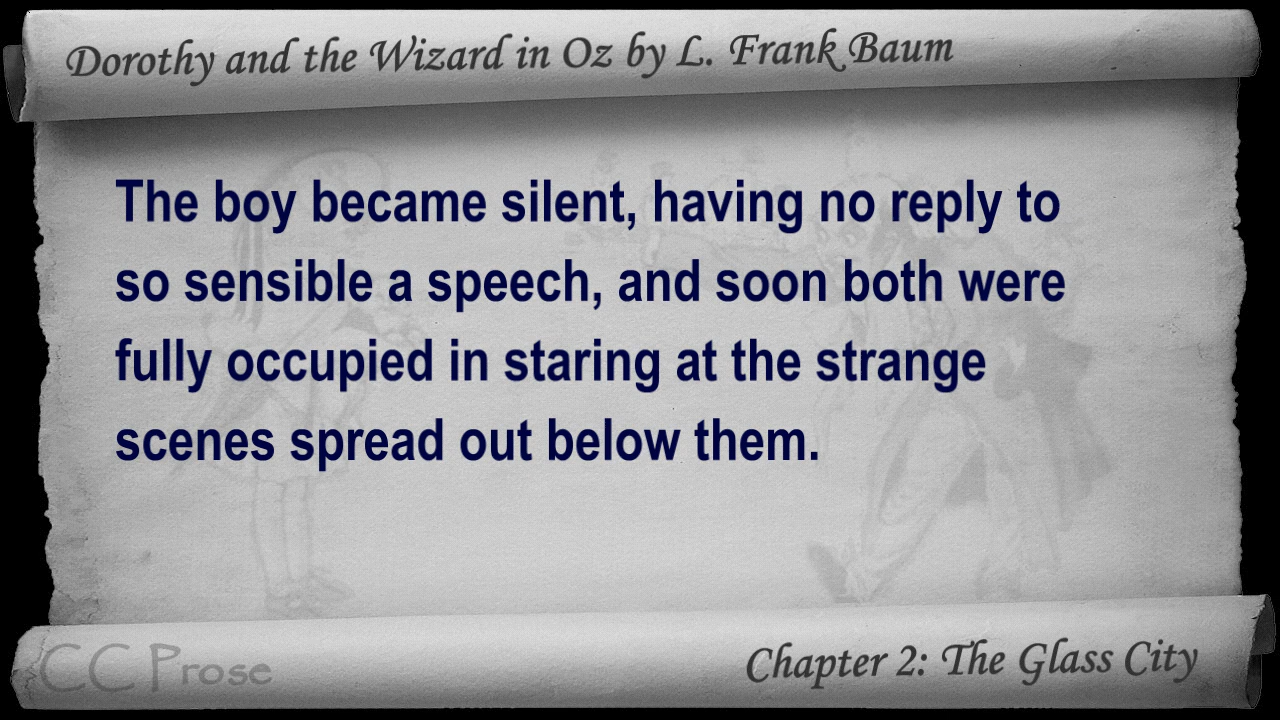 Dorothy and the Wizard in Oz by L. Frank Baum
The boy became silent, having no reply to
so sensible a speech, and soon both were
fully occupied in staring at the strange
scenes spread out below them.
CC Prose
Chapter 2: The Glass City